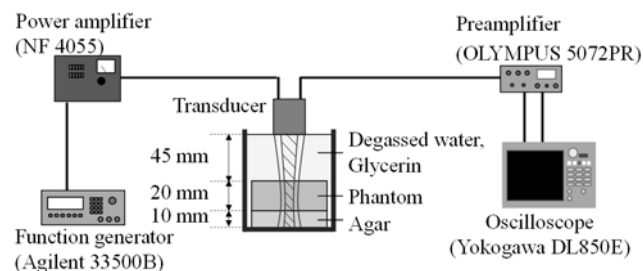 Power amplifier
(NF 4055)
Preamplifier
(OLYMPUS 5072PR)
Transducer
Degassed water,
Glycerin
45 mm
20 mm
Phantom
10 mm
Agar
Function generator
(Agilent 33500B)
Oscilloscope
(Yokogawa DL850E)